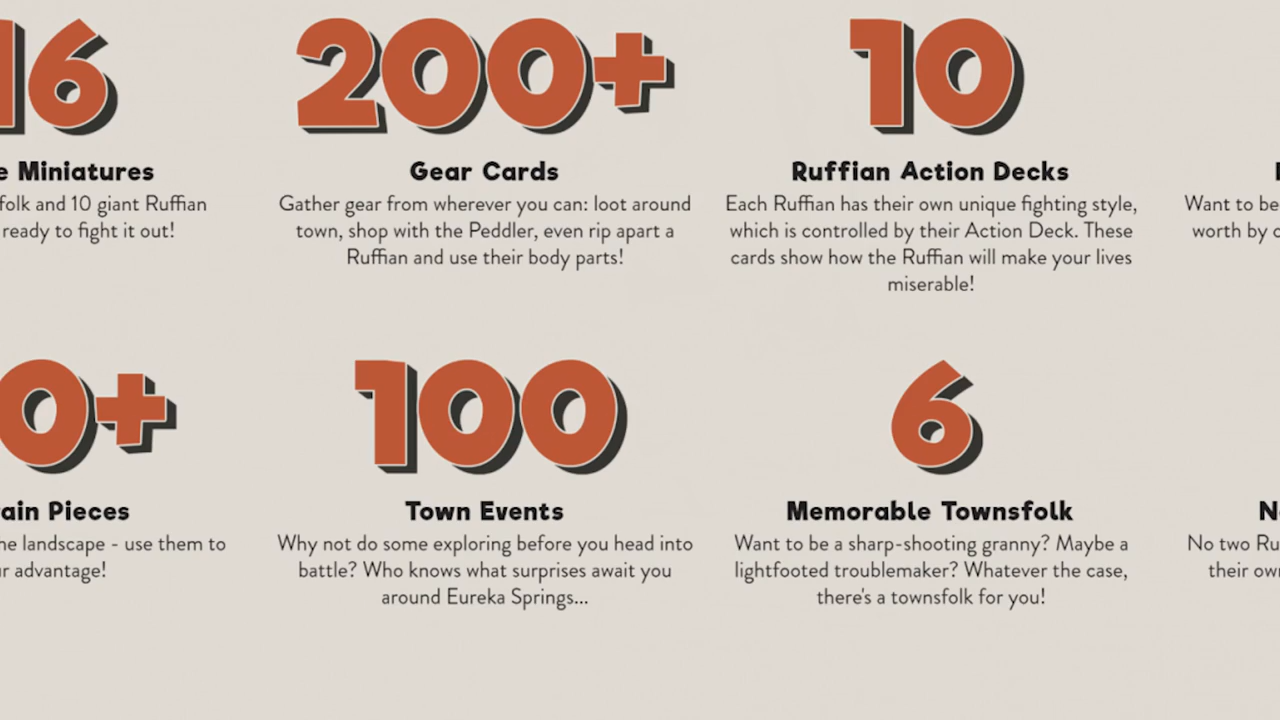 16
200+
10
e Miniatures
Gear Cards
Ruffian Action Decks
folk and 10 giant Ruffian
ready to fight it out!
Gather gear from wherever you can: loot around
town, shop with the Peddler, even rip apart a
Ruffian and use their body parts!
Each Ruffian has their own unique fighting style,
which is controlled by their Action Deck. These
cards show how the Ruffian will make your lives
miserable!
Want to be
worth by
0+
100
6
ain Pieces
Town Events
Memorable Townsfolk
he landscape - use them to
r advantage!
Why not do some exploring before you head into
battle? Who knows what surprises await you
around Eureka Springs...
Want to be a sharp-shooting granny? Maybe a
lightfooted troublemaker? Whatever the case,
there's a townsfolk for you!
No two Ru
their own